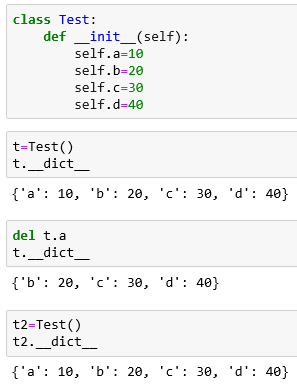 class Test:
    def __init__(self):
        self.a=10
        self.b=20
        self.c=30
        self.d=40
t=Test()
t.__dict__
{'a': 10, 'b': 20, 'c': 30, 'd': 40}
del t.a
t.__dict__
{'b': 20, 'c': 30, 'd': 40}
t2=Test()
t2.__dict__
{'a': 10, 'b': 20, 'c': 30, 'd': 40}